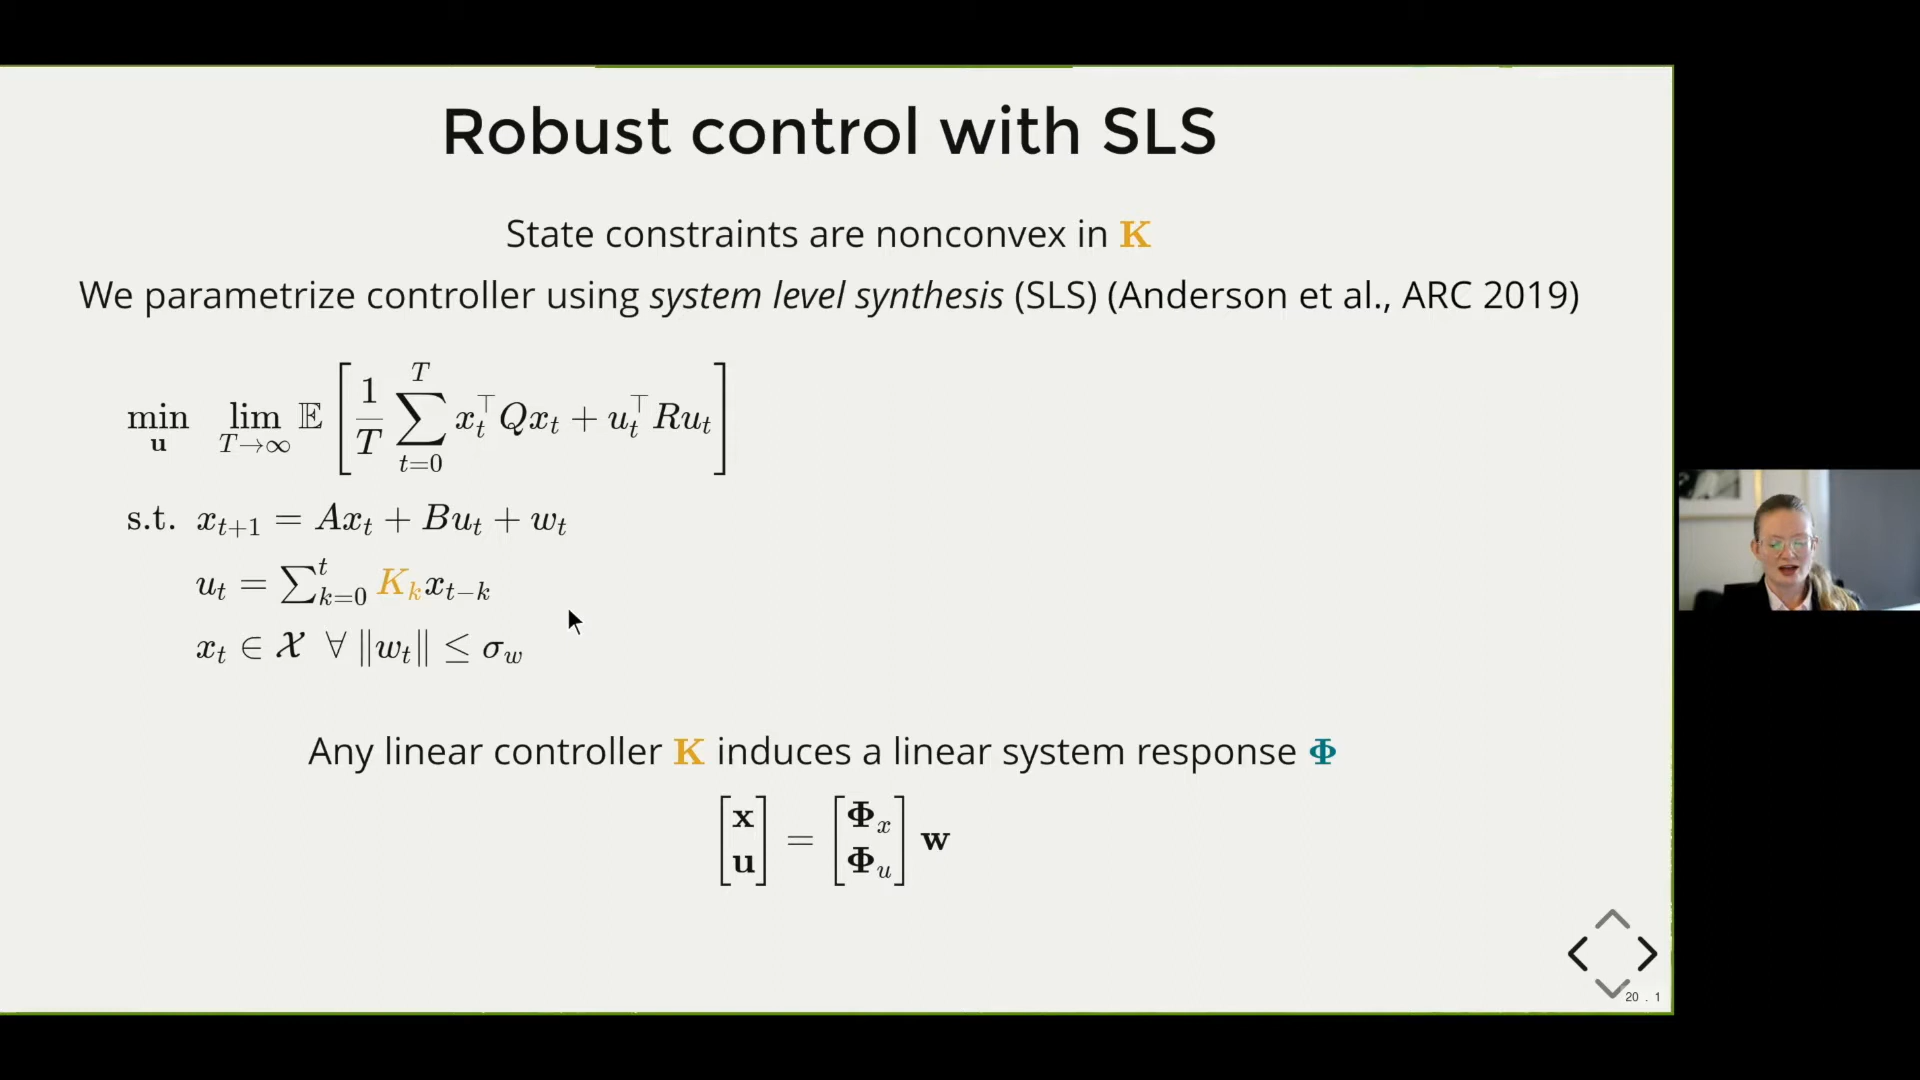 Robust control with SLS
State constraints are nonconvex in K
We parametrize controller using system level synthesis (SLS) (Anderson et al., ARC 2019)
min_u lim_{T→∞} 𝔼 [ 1/T ∑_{t=0}^{T} x_t^⊤ Q x_t + u_t^⊤ R u_t ]
s.t. x_{t+1} = Ax_t + Bu_t + w_t
u_t = ∑_{k=0}^{t} K_k x_{t−k}
x_t ∈ 𝒳 ∀ ‖w_t‖ ≤ σ_w
Any linear controller K induces a linear system response Φ
[x u] = [Φ_x Φ_u] w
20 . 1